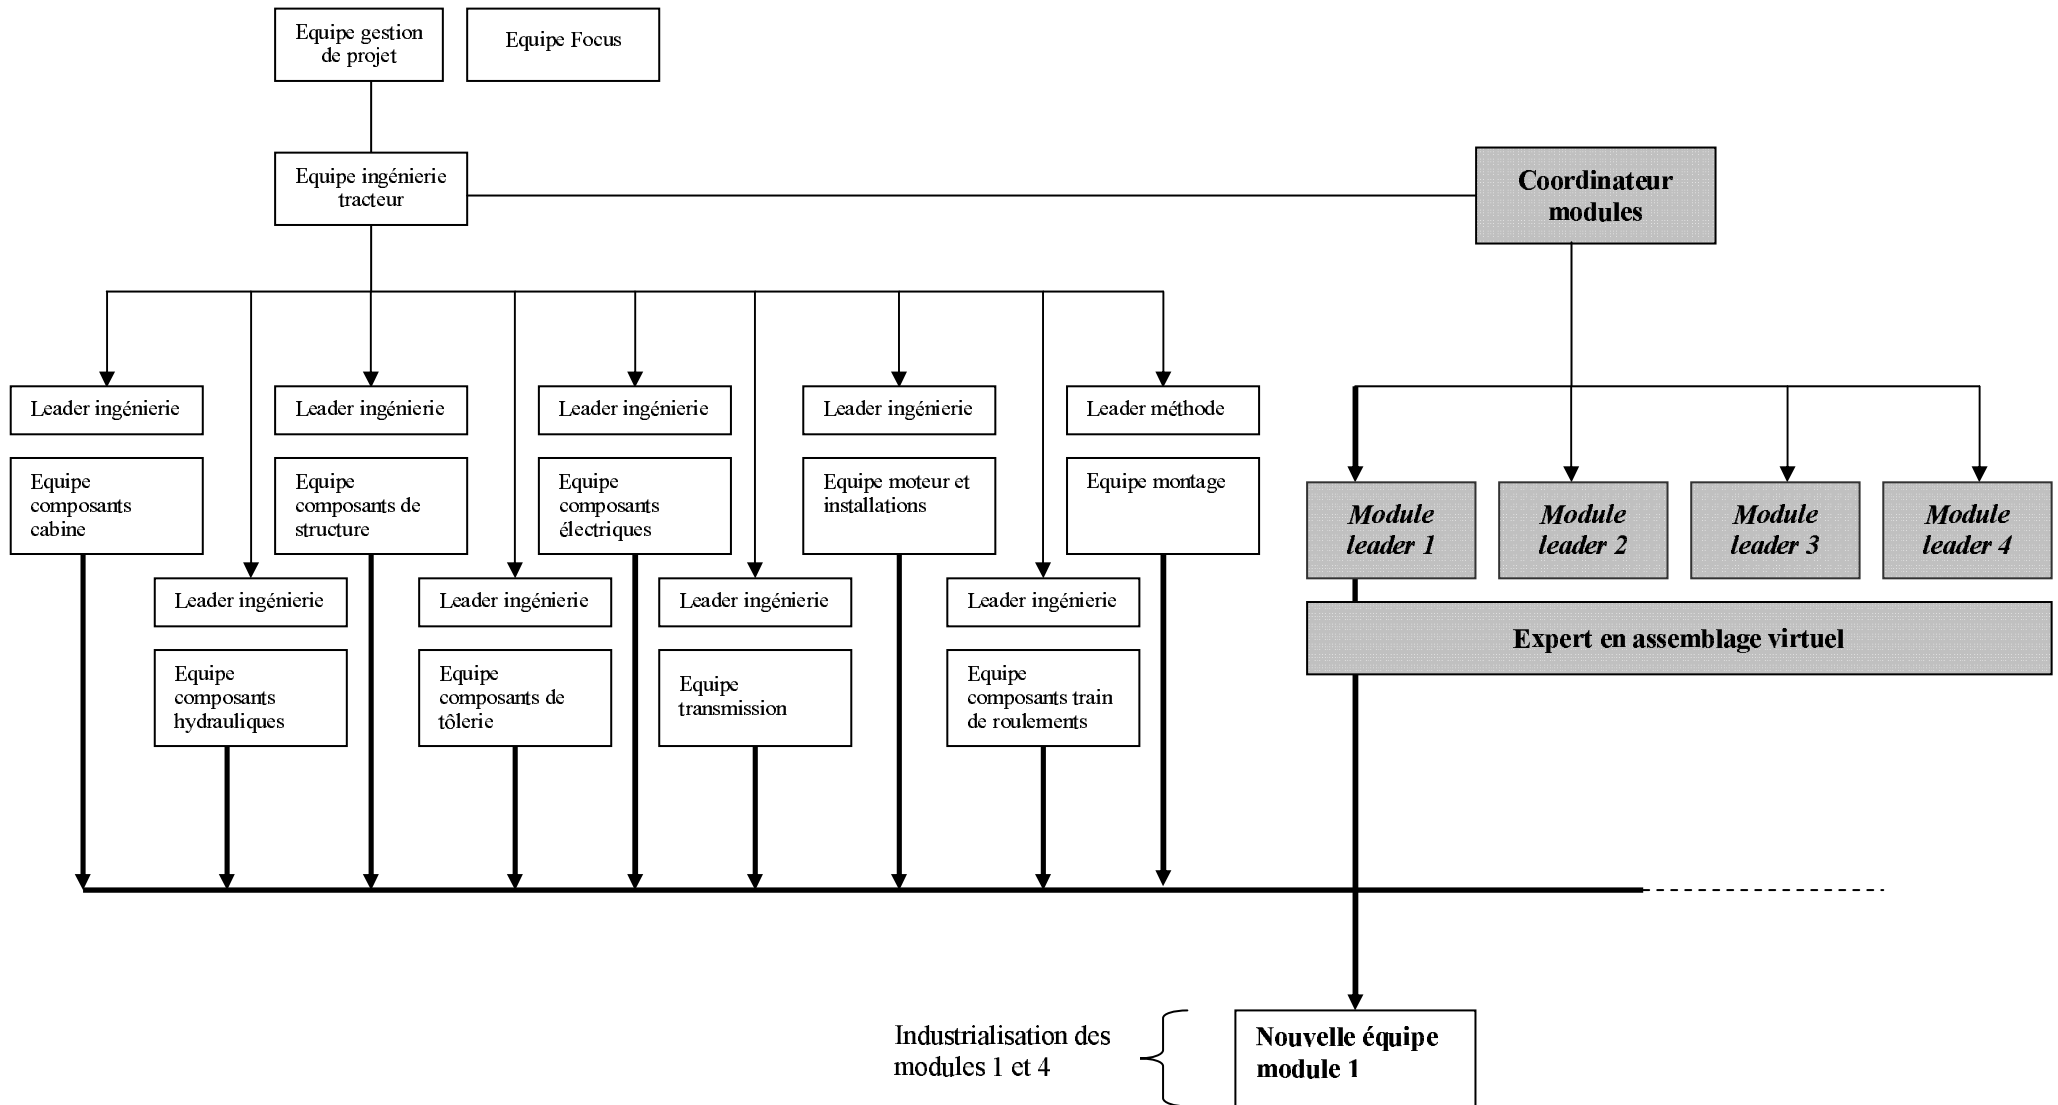 Equipe gestion
de projet
Equipe Focus
Equipe ingénierie
tracteur
Coordinateur
modules
Leader ingénierie
Leader ingénierie
Leader ingénierie
Leader ingénierie
Leader méthode
Equipe
composants
cabine
Equipe
composants de
structure
Equipe
composants
électriques
Equipe moteur et
installations
Equipe montage
Module
leader 1
Module
leader 2
Module
leader 3
Module
leader 4
Leader ingénierie
Leader ingénierie
Leader ingénierie
Leader ingénierie
Expert en assemblage virtuel
Equipe
composants
hydrauliques
Equipe
composants de
tôlerie
Equipe
transmission
Equipe
composants train
de roulements
Industrialisation des
modules 1 et 4
Nouvelle équipe
module 1